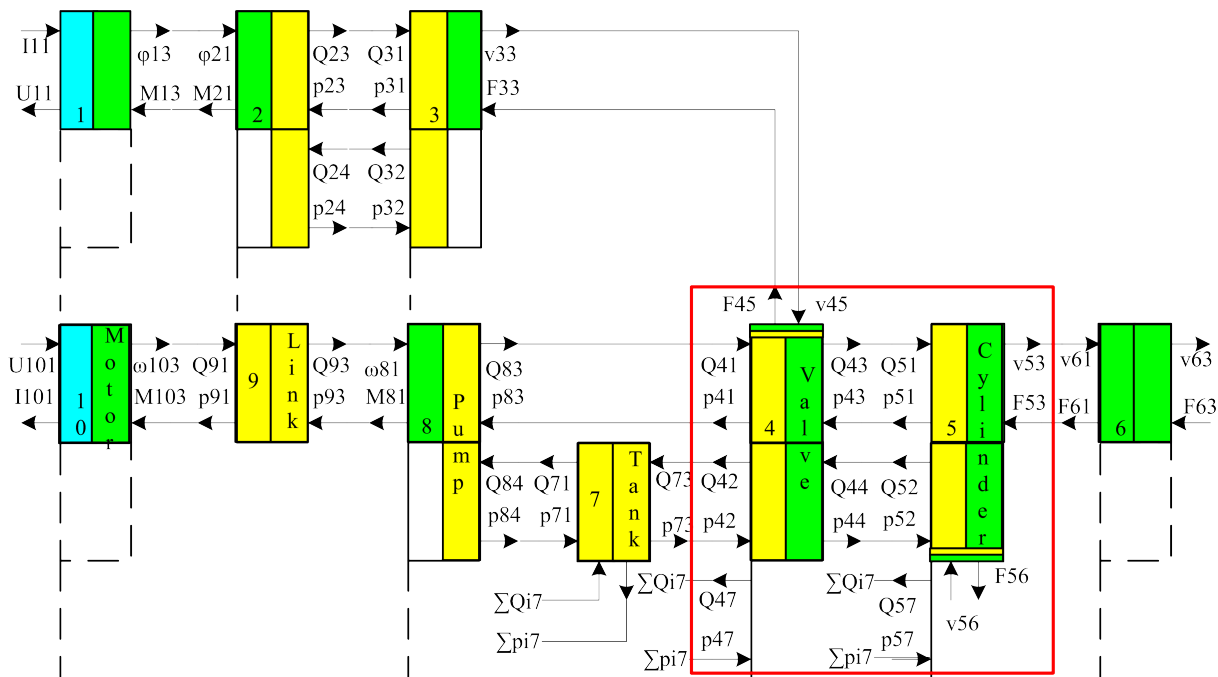 I11
φ13
φ21
Q23
Q31
v33
U11
M13
M21
p23
p31
F33
1
2
3
Q24
Q32
p24
p32
F45
v45
U101
ω103
Q91
Q93
ω81
Q83
Q41
Q43
Q51
v53
v61
v63
I101
M103
p91
p93
M81
p83
p41
p43
p51
F53
F61
F63
10
Motor
9
Link
8
Pump
4
Valve
5
Cylinder
6
Q84
Q71
Q73
Q42
Q44
Q52
p84
p71
7
Tank
p73
p42
p44
p52
∑Qi7
∑Qi7
Q47
∑Qi7
Q57
F56
v56
∑pi7
∑pi7
p47
∑pi7
p57